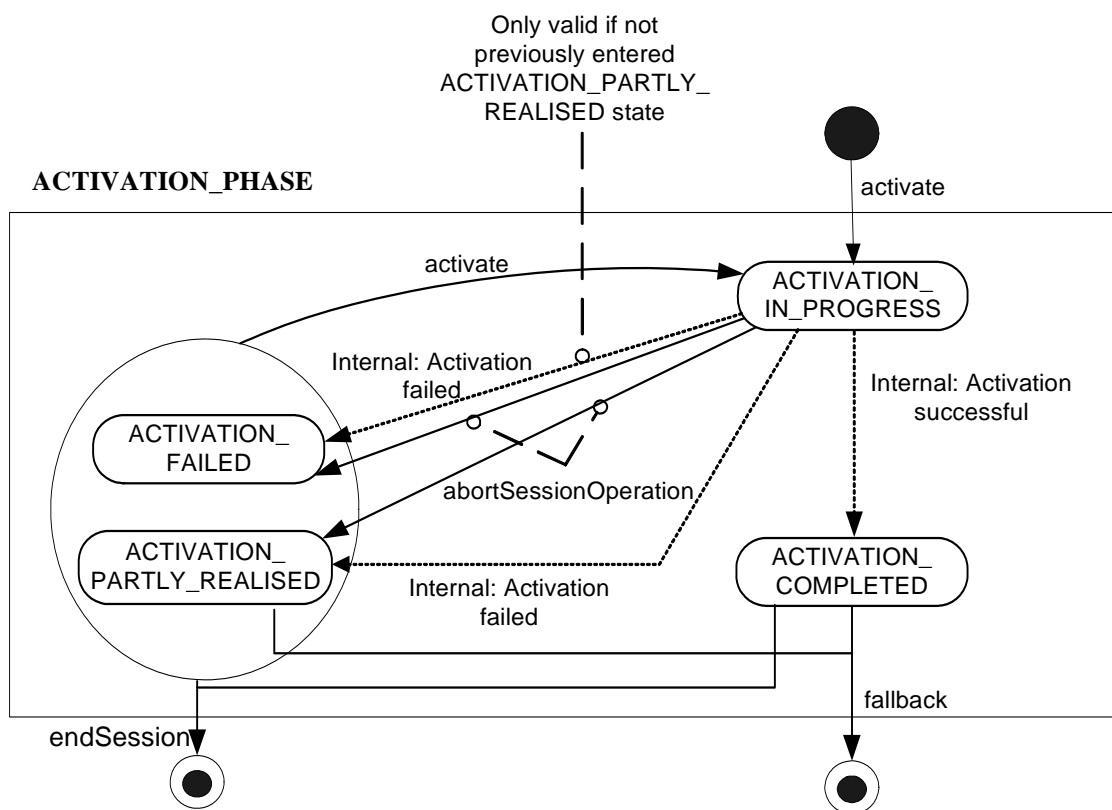 Only valid if not
previously entered
ACTIVATION_PARTLY_
REALISED state
ACTIVATION_PHASE
activate
activate
ACTIVATION_
IN_PROGRESS
Internal: Activation
failed
Internal: Activation
successful
ACTIVATION_
FAILED
abortSessionOperation
ACTIVATION_
PARTLY_REALISED
Internal: Activation
failed
ACTIVATION_
COMPLETED
fallback
endSession